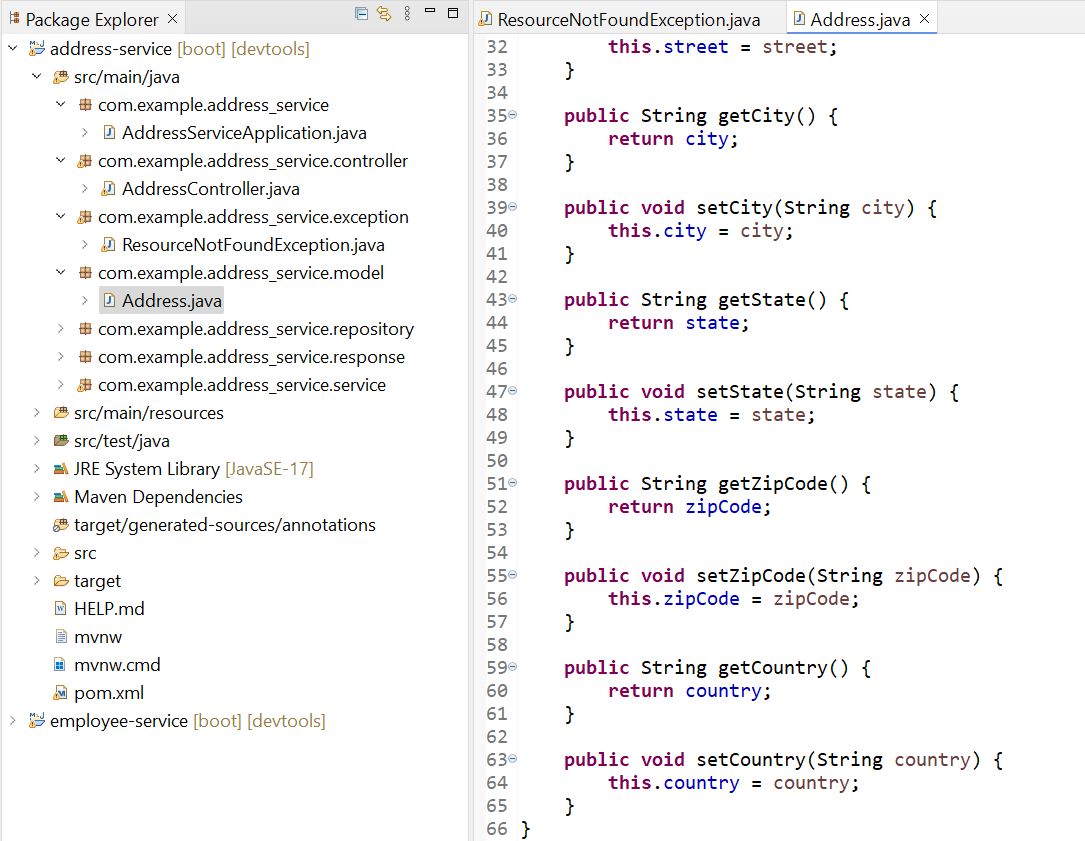 Package Explorer
address-service [boot] [devtools]
src/main/java
com.example.address_service
AddressServiceApplication.java
com.example.address_service.controller
AddressController.java
com.example.address_service.exception
ResourceNotFoundException.java
com.example.address_service.model
Address.java
com.example.address_service.repository
com.example.address_service.response
com.example.address_service.service
src/main/resources
src/test/java
JRE System Library [JavaSE-17]
Maven Dependencies
target/generated-sources/annotations
src
target
HELP.md
mvnw
mvnw.cmd
pom.xml
employee-service [boot] [devtools]
ResourceNotFoundException.java Address.java
32         this.street = street;
33     }
34
35     public String getCity() {
36         return city;
37     }
38
39     public void setCity(String city) {
40         this.city = city;
41     }
42
43     public String getState() {
44         return state;
45     }
46
47     public void setState(String state) {
48         this.state = state;
49     }
50
51     public String getZipCode() {
52         return zipCode;
53     }
54
55     public void setZipCode(String zipCode) {
56         this.zipCode = zipCode;
57     }
58
59     public String getCountry() {
60         return country;
61     }
62
63     public void setCountry(String country) {
64         this.country = country;
65     }
66 }